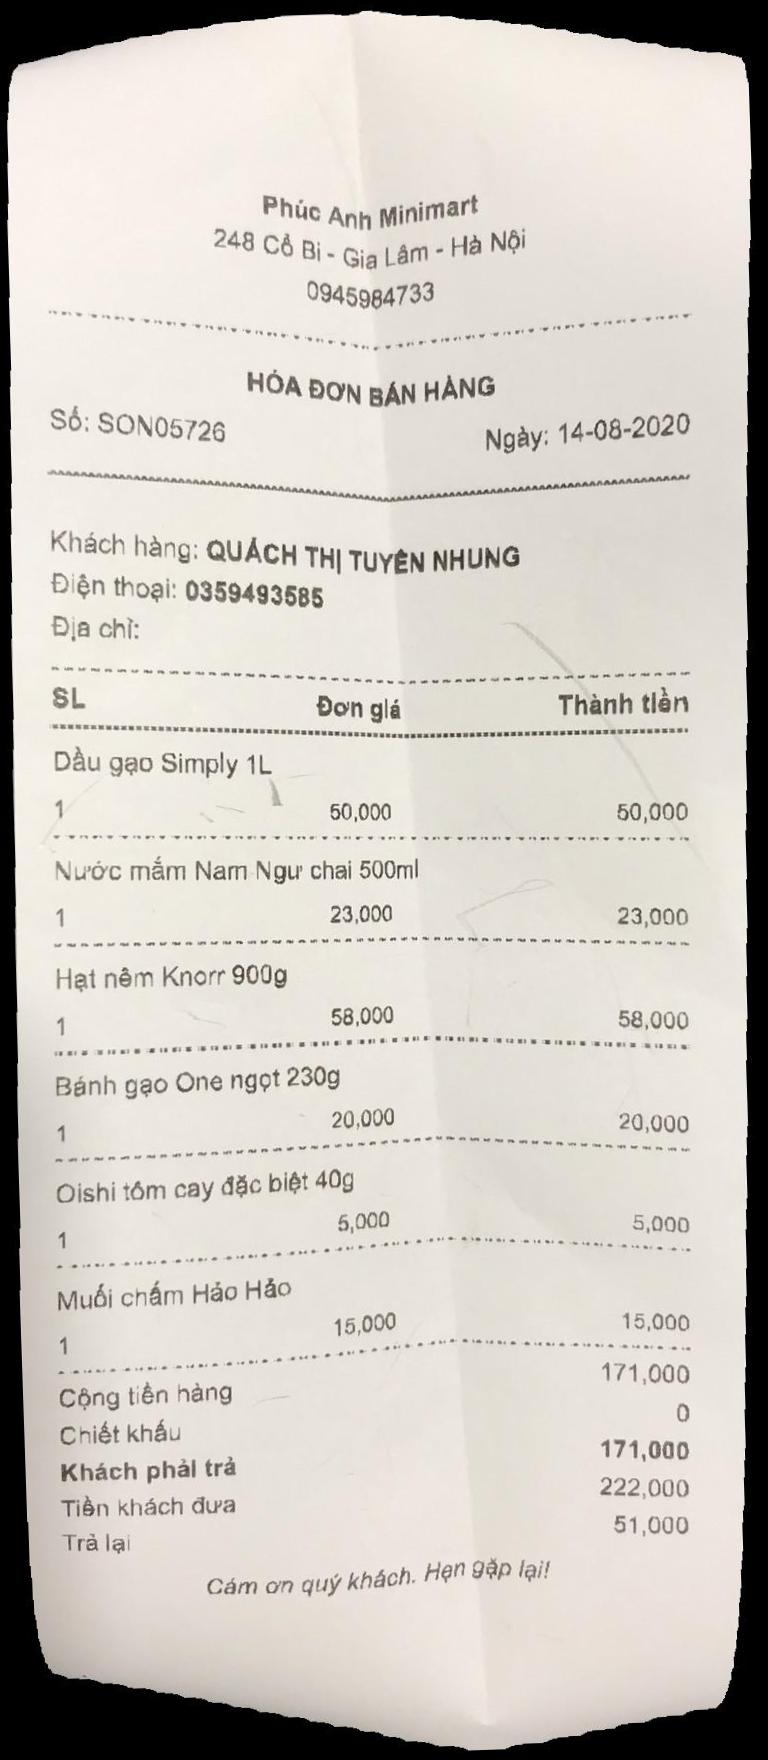 Phúc Anh Minimart
248 Cổ Bi - Gia Lâm - Hà Nội
0945984733
HÓA ĐƠN BÁN HÀNG
Số: SON05726 Ngày: 14-08-2020
Khách hàng: QUÁCH THỊ TUYÊN NHUNG
Điện thoại: 0359493585
Địa chỉ:
SL Đơn giá Thành tiền
Dầu gạo Simply 1L
1 50,000 50,000
Nước mắm Nam Ngư chai 500ml
1 23,000 23,000
Hạt nêm Knorr 900g
1 58,000 58,000
Bánh gạo One ngọt 230g
1 20,000 20,000
Oishi tôm cay đặc biệt 40g
1 5,000 5,000
Muối chấm Hảo Hảo
1 15,000 15,000
Cộng tiền hàng 171,000
Chiết khấu 0
Khách phải trả 171,000
Tiền khách đưa 222,000
Trả lại 51,000
Cám ơn quý khách. Hẹn gặp lại!